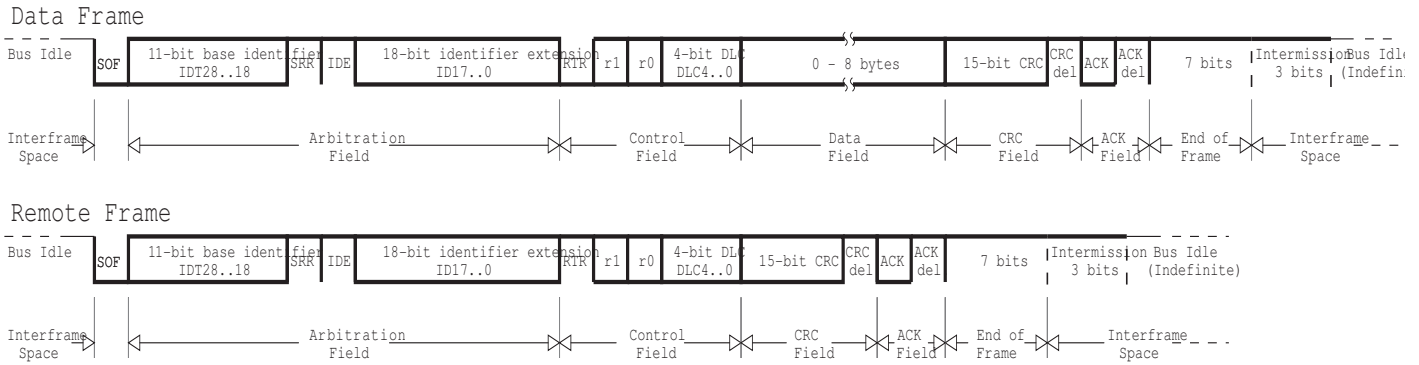 Data Frame
Bus Idle
SOF
11-bit base identifier
IDT28..18
SRR
IDE
18-bit identifier extension
ID17..0
RTR
r1
r0
4-bit DLC
DLC4..0
0 - 8 bytes
15-bit CRC
CRC
del
ACK
ACK
del
7 bits
Intermission
3 bits
Bus Idle
(Indefini
Interframe
Space
Arbitration
Field
Control
Field
Data
Field
CRC
Field
ACK
Field
End of
Frame
Interframe
Space
Remote Frame
Bus Idle
SOF
11-bit base identifier
IDT28..18
SRR
IDE
18-bit identifier extension
ID17..0
RTR
r1
r0
4-bit DLC
DLC4..0
15-bit CRC
CRC
del
ACK
ACK
del
7 bits
Intermission
3 bits
Bus Idle
(Indefinite)
Interframe
Space
Arbitration
Field
Control
Field
CRC
Field
ACK
Field
End of
Frame
Interframe
Space